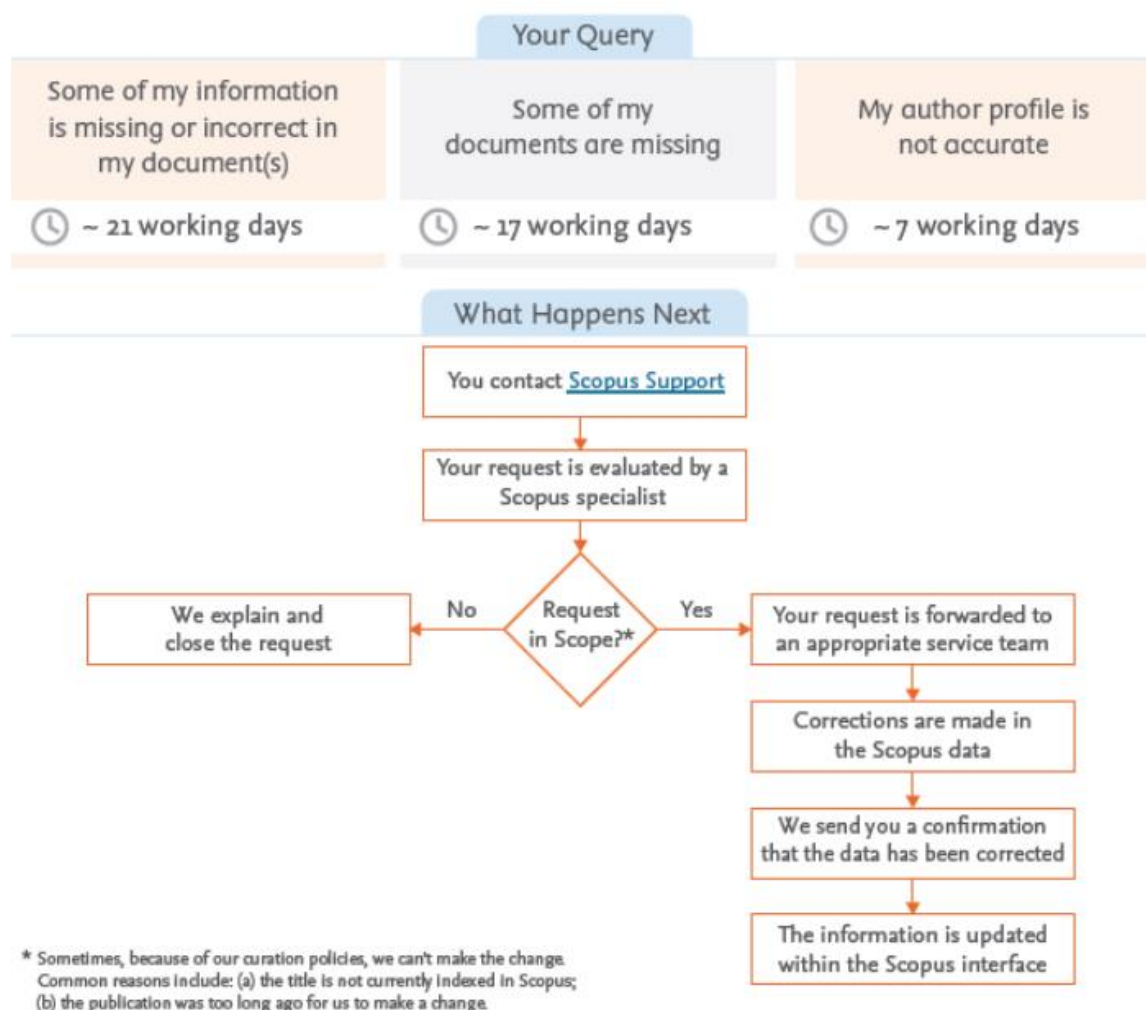 Your Query
Some of my information
is missing or incorrect in
my document(s)
~ 21 working days
Some of my
documents are missing
~ 17 working days
My author profile is
not accurate
~ 7 working days
What Happens Next
You contact Scopus Support
Your request is evaluated by a
Scopus specialist
Request
in Scope?*
No
We explain and
close the request
Yes
Your request is forwarded to
an appropriate service team
Corrections are made in
the Scopus data
We send you a confirmation
that the data has been corrected
The information is updated
within the Scopus interface
* Sometimes, because of our curation policies, we can't make the change.
Common reasons include: (a) the title is not currently indexed in Scopus;
(b) the publication was too long ago for us to make a change.